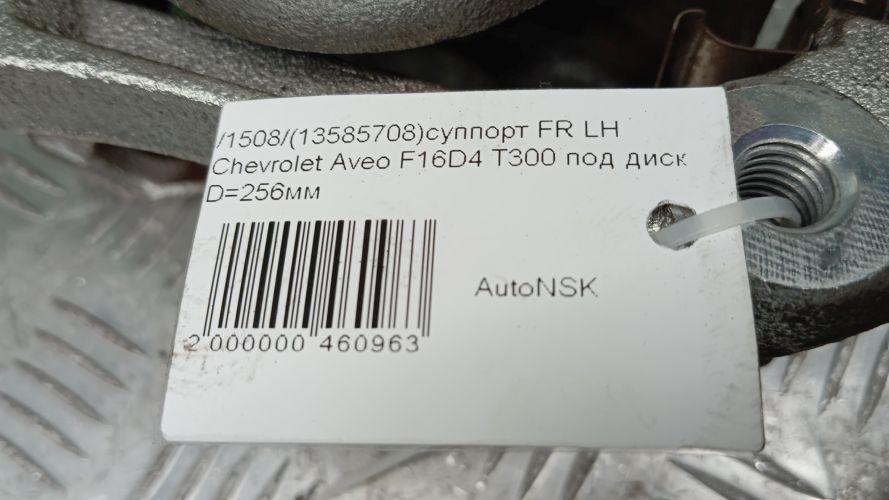 /1508/(13585708)суппорт FR LH
Chevrolet Aveo F16D4 T300 под диск
D=256мм
AutoNSK
2 000000 460963